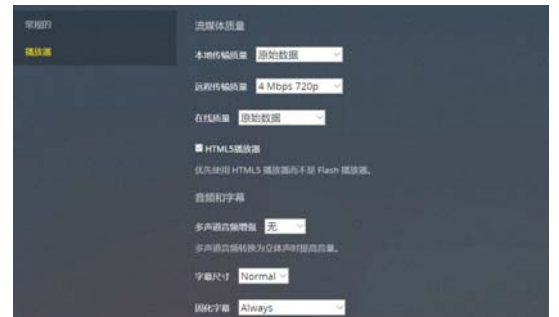 常规的
播放器
流媒体质量
本地传输质量 原始数据
远程传输质量 4 Mbps 720p
在线质量 原始数据
HTML5播放器
优先使用 HTML5 播放器而不是 Flash 播放器。
音频和字幕
多声道音频增强 无
多声道音频转换为立体声时提高音量。
字幕尺寸 Normal
固化字幕 Always